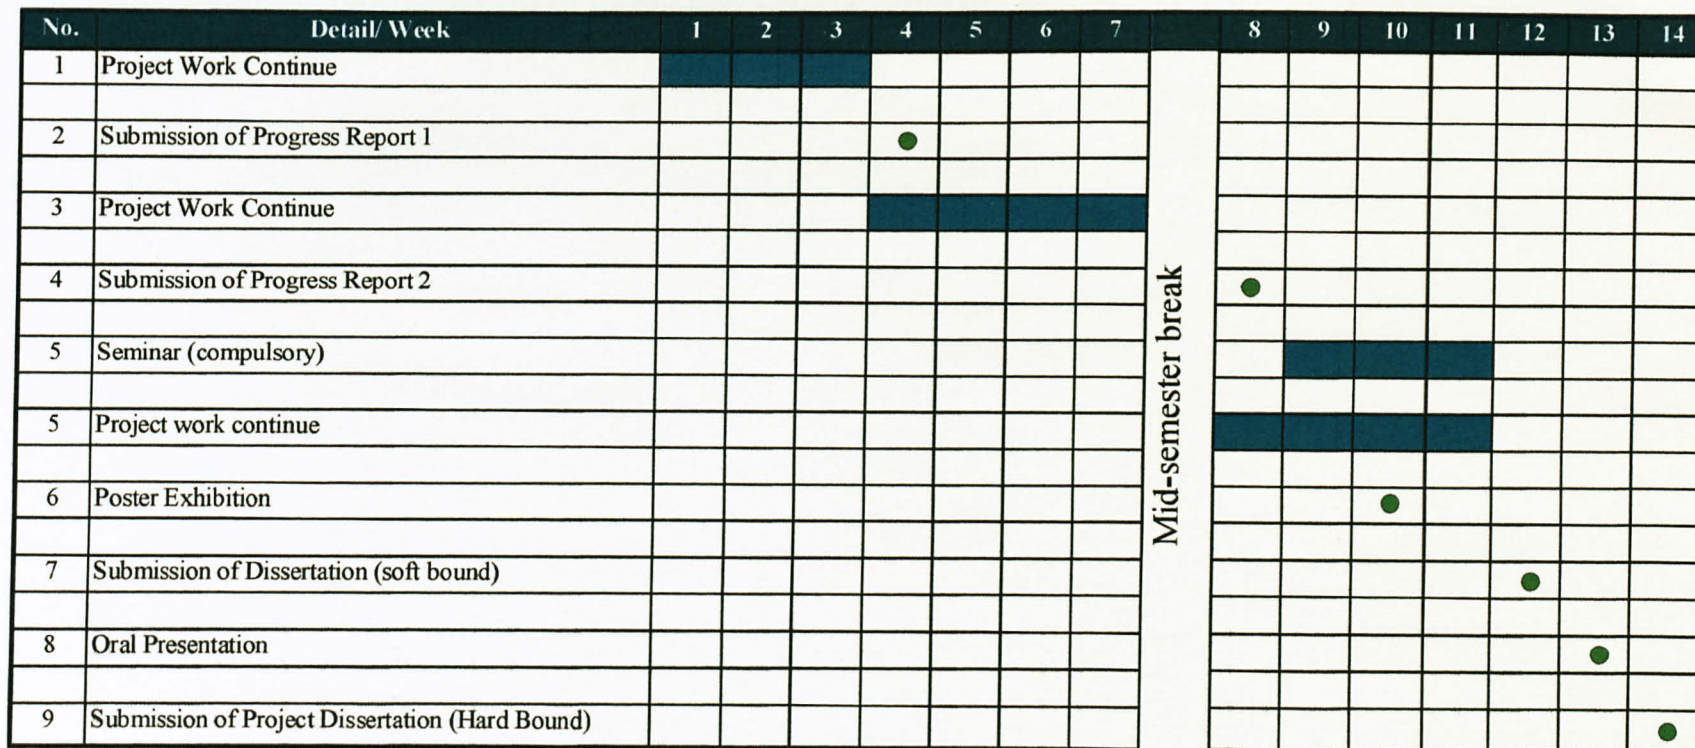 No. Detail/ Week 1 2 3 4 5 6 7 8 9 10 11 12 13 14
1 Project Work Continue
2 Submission of Progress Report 1
3 Project Work Continue
4 Submission of Progress Report 2
Mid-semester break
5 Seminar (compulsory)
5 Project work continue
6 Poster Exhibition
7 Submission of Dissertation (soft bound)
8 Oral Presentation
9 Submission of Project Dissertation (Hard Bound)